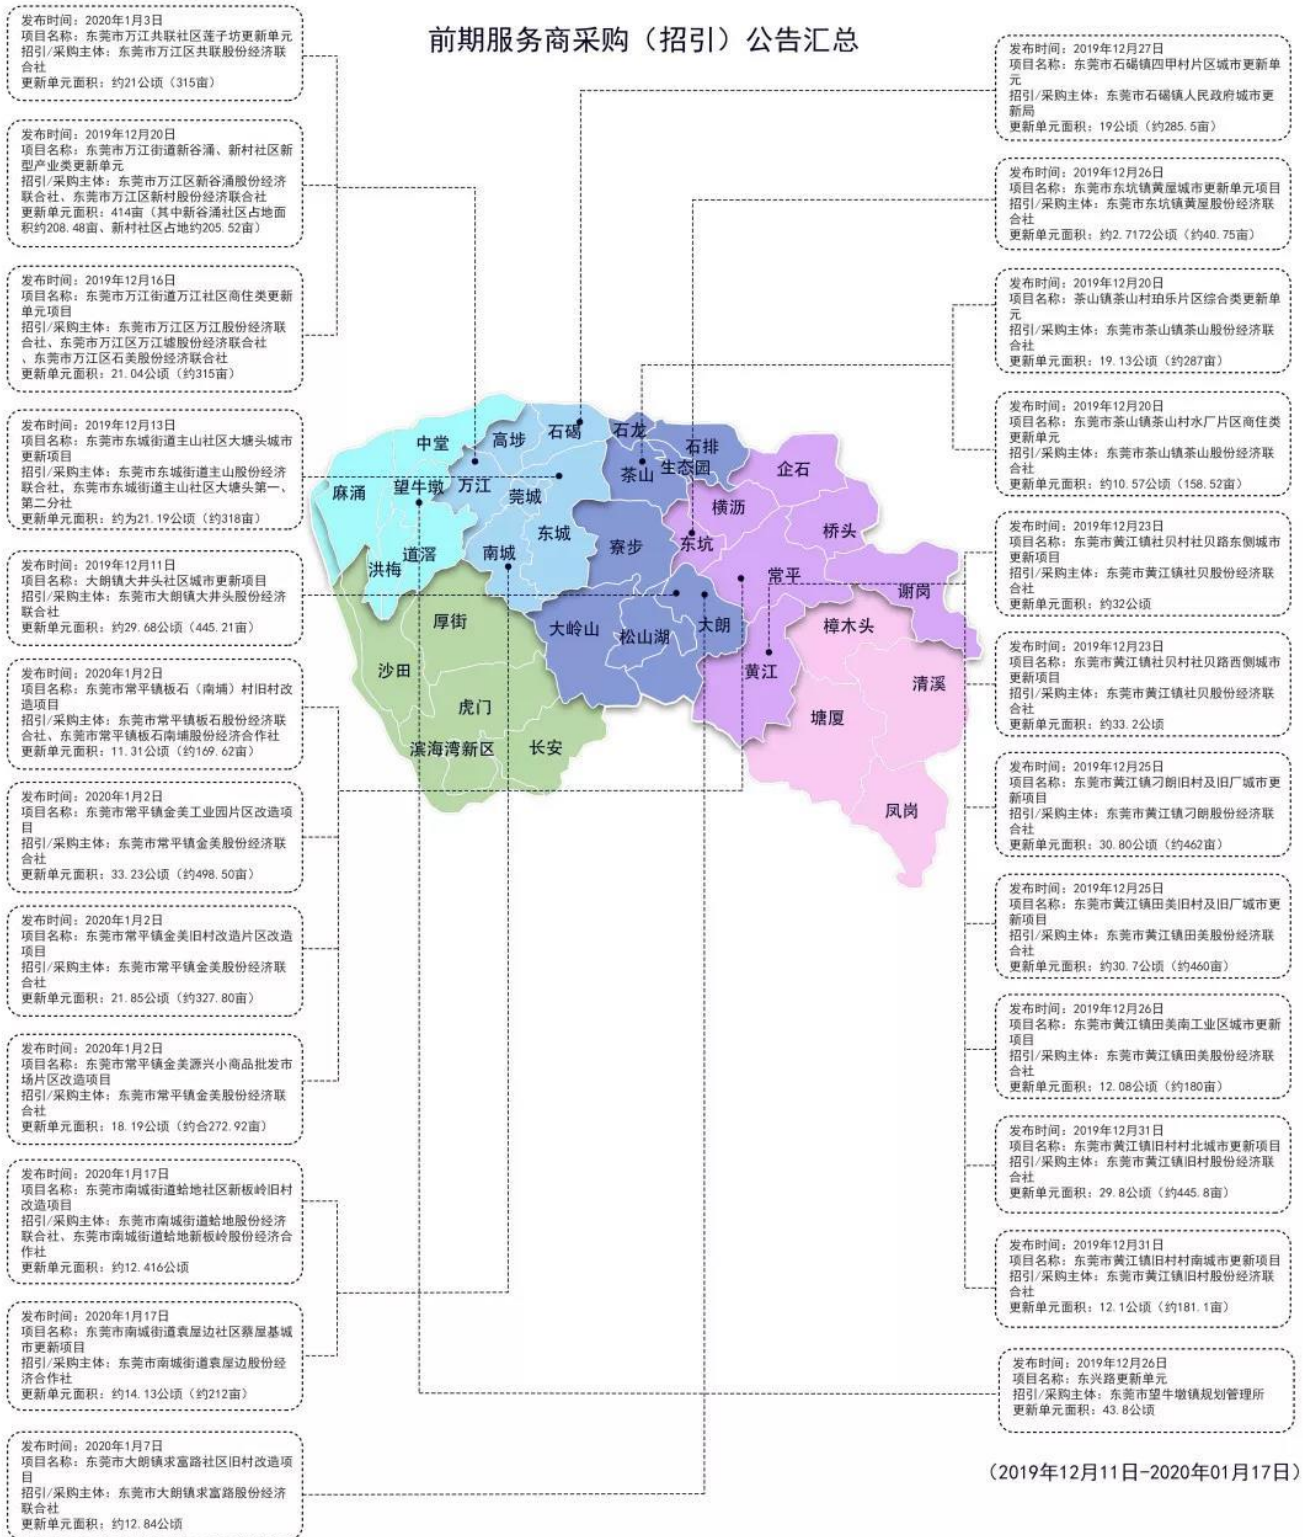 前期服务商采购（招引）公告汇总
发布时间：2020年1月3日
项目名称：东莞市万江共联社区莲子坊更新单元
招引/采购主体：东莞市万江区共联股份经济联
合社
更新单元面积：约21公顷（315亩）
发布时间：2019年12月20日
项目名称：东莞市万江街道新谷涌、新村社区新
型产业类更新单元
招引/采购主体：东莞市万江区新谷涌股份经济
联合社、东莞市万江区新村股份经济联合社
更新单元面积：414亩（其中新谷涌社区占地面
积约208.48亩、新村社区占地约205.52亩）
发布时间：2019年12月16日
项目名称：东莞市万江街道万江社区商住类更新
单元项目
招引/采购主体：东莞市万江区万江股份经济联
合社、东莞市万江区万江墟股份经济联合社
、东莞市万江区石美股份经济联合社
更新单元面积：21.04公顷（约315亩）
发布时间：2019年12月13日
项目名称：东莞市东城街道主山社区大塘头城市
更新项目
招引/采购主体：东莞市东城街道主山股份经济
联合社，东莞市东城街道主山社区大塘头第一、
第二分社
更新单元面积：约为21.19公顷（约318亩）
发布时间：2019年12月11日
项目名称：大朗镇大井头社区城市更新项目
招引/采购主体：东莞市大朗镇大井头股份经济
联合社
更新单元面积：约29.68公顷（445.21亩）
发布时间：2020年1月2日
项目名称：东莞市常平镇板石（南埔）村旧村改
造项目
招引/采购主体：东莞市常平镇板石股份经济联
合社、东莞市常平镇板石南埔股份经济合作社
更新单元面积：11.31公顷（约169.62亩）
发布时间：2020年1月2日
项目名称：东莞市常平镇金美工业园片区改造项
目
招引/采购主体：东莞市常平镇金美股份经济联
合社
更新单元面积：33.23公顷（约498.50亩）
发布时间：2020年1月2日
项目名称：东莞市常平镇金美旧村改造片区改造
项目
招引/采购主体：东莞市常平镇金美股份经济联
合社
更新单元面积：21.85公顷（约327.80亩）
发布时间：2020年1月2日
项目名称：东莞市常平镇金美源兴小商品批发市
场片区改造项目
招引/采购主体：东莞市常平镇金美股份经济联
合社
更新单元面积：18.19公顷（约合272.92亩）
发布时间：2020年1月17日
项目名称：东莞市南城街道蛤地社区新板岭旧村
改造项目
招引/采购主体：东莞市南城街道蛤地股份经济
联合社、东莞市南城街道蛤地新板岭股份经济合
作社
更新单元面积：约12.416公顷
发布时间：2020年1月17日
项目名称：东莞市南城街道袁屋边社区蔡屋基城
市更新项目
招引/采购主体：东莞市南城街道袁屋边股份经
济合作社
更新单元面积：约14.13公顷（约212亩）
发布时间：2020年1月7日
项目名称：东莞市大朗镇求富路社区旧村改造项
目
招引/采购主体：东莞市大朗镇求富路股份经济
联合社
更新单元面积：约12.84公顷
中堂
高埗
石碣
石龙
石排
茶山
生态园
企石
麻涌
望牛墩
万江
莞城
横沥
桥头
东城
寮步
东坑
道滘
南城
洪梅
常平
谢岗
厚街
大岭山
松山湖
大朗
樟木头
沙田
黄江
清溪
虎门
塘厦
滨海湾新区
长安
凤岗
发布时间：2019年12月27日
项目名称：东莞市石碣镇四甲村片区城市更新单
元
招引/采购主体：东莞市石碣镇人民政府城市更
新局
更新单元面积：19公顷（约285.5亩）
发布时间：2019年12月26日
项目名称：东莞市东坑镇黄屋城市更新单元项目
招引/采购主体：东莞市东坑镇黄屋股份经济联
合社
更新单元面积：约2.7172公顷（约40.75亩）
发布时间：2019年12月20日
项目名称：茶山镇茶山村珀乐片区综合类更新单
元
招引/采购主体：东莞市茶山镇茶山股份经济联
合社
更新单元面积：19.13公顷（约287亩）
发布时间：2019年12月20日
项目名称：东莞市茶山镇茶山村水厂片区商住类
更新单元
招引/采购主体：东莞市茶山镇茶山股份经济联
合社
更新单元面积：约10.57公顷（158.52亩）
发布时间：2019年12月23日
项目名称：东莞市黄江镇社贝村社贝路东侧城市
更新项目
招引/采购主体：东莞市黄江镇社贝股份经济联
合社
更新单元面积：约32公顷
发布时间：2019年12月23日
项目名称：东莞市黄江镇社贝村社贝路西侧城市
更新项目
招引/采购主体：东莞市黄江镇社贝股份经济联
合社
更新单元面积：约33.2公顷
发布时间：2019年12月25日
项目名称：东莞市黄江镇刁朗旧村及旧厂城市更
新项目
招引/采购主体：东莞市黄江镇刁朗股份经济联
合社
更新单元面积：30.80公顷（约462亩）
发布时间：2019年12月25日
项目名称：东莞市黄江镇田美旧村及旧厂城市更
新项目
招引/采购主体：东莞市黄江镇田美股份经济联
合社
更新单元面积：约30.7公顷（约460亩）
发布时间：2019年12月26日
项目名称：东莞市黄江镇田美南工业区城市更新
项目
招引/采购主体：东莞市黄江镇田美股份经济联
合社
更新单元面积：12.08公顷（约180亩）
发布时间：2019年12月31日
项目名称：东莞市黄江镇旧村村北城市更新项目
招引/采购主体：东莞市黄江镇旧村股份经济联
合社
更新单元面积：29.8公顷（约445.8亩）
发布时间：2019年12月31日
项目名称：东莞市黄江镇旧村村南城市更新项目
招引/采购主体：东莞市黄江镇旧村股份经济联
合社
更新单元面积：12.1公顷（约181.1亩）
发布时间：2019年12月26日
项目名称：东兴路更新单元
招引/采购主体：东莞市望牛墩镇规划管理所
更新单元面积：43.8公顷
（2019年12月11日-2020年01月17日）